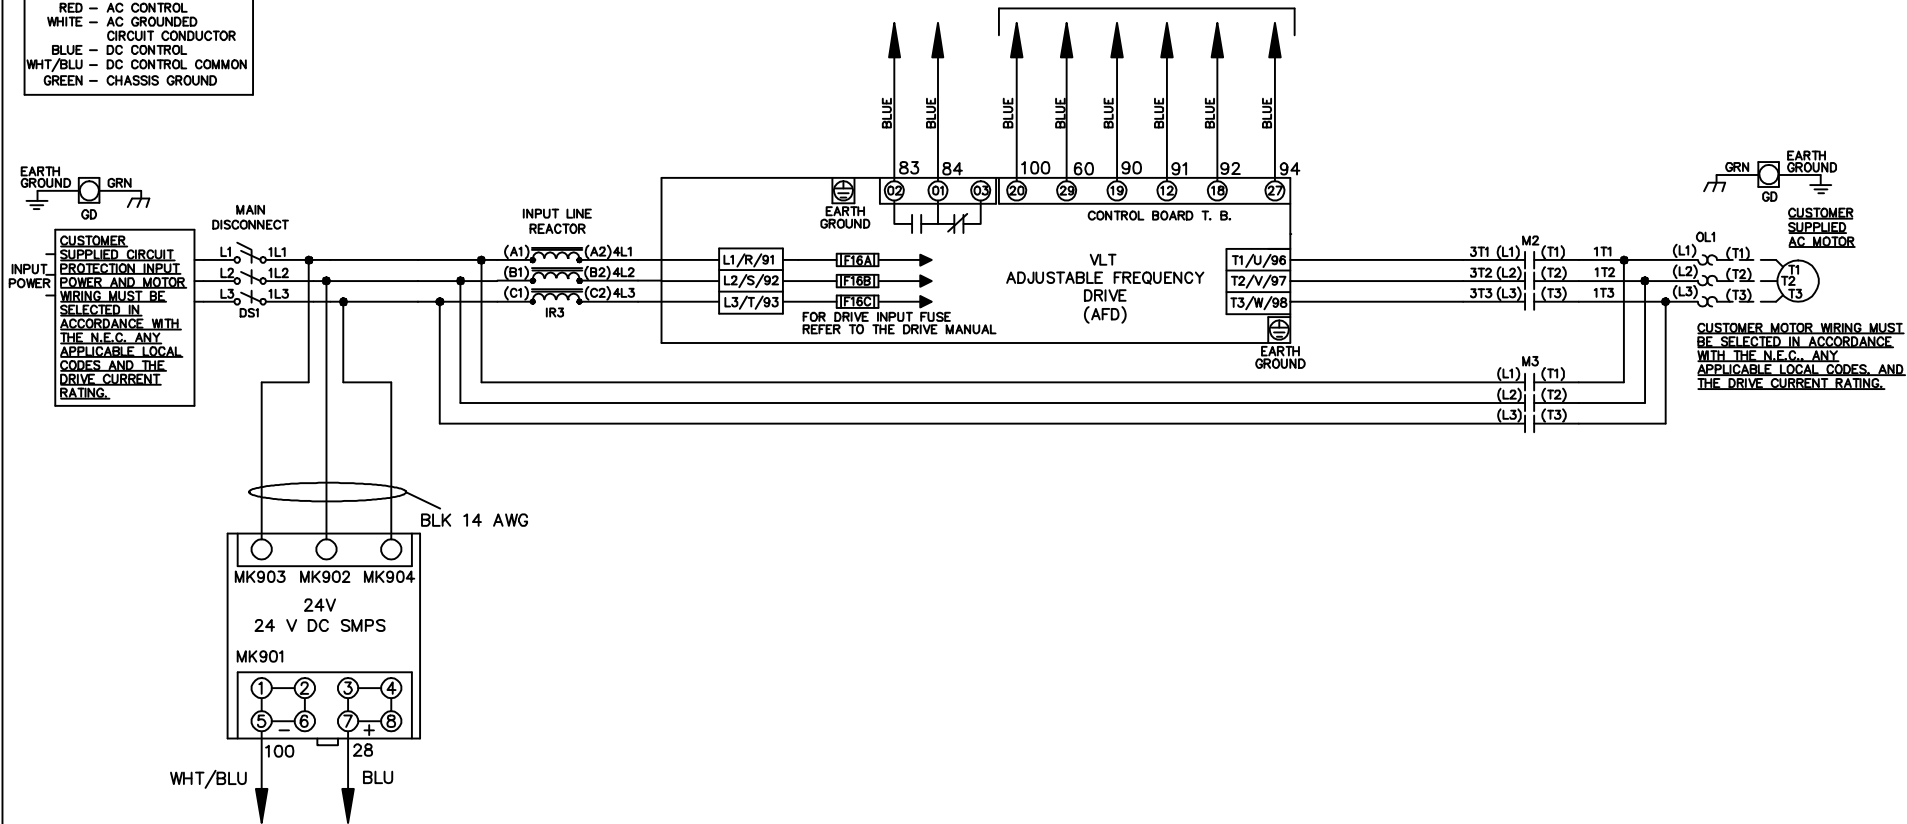 RED – AC CONTROL
WHITE – AC GROUNDED
CIRCUIT CONDUCTOR
BLUE – DC CONTROL
WHT/BLU – DC CONTROL COMMON
GREEN – CHASSIS GROUND
BLUE
BLUE
BLUE
BLUE
BLUE
BLUE
BLUE
BLUE
83
84
100
60
90
91
92
94
02
01
03
20
29
19
12
18
27
EARTH
GROUND
GRN
GD
EARTH
GROUND
CONTROL BOARD T. B.
GRN
EARTH
GROUND
GD
MAIN
DISCONNECT
INPUT LINE
REACTOR
CUSTOMER
SUPPLIED
AC MOTOR
INPUT
POWER
CUSTOMER
SUPPLIED CIRCUIT
PROTECTION INPUT
POWER AND MOTOR
WIRING MUST BE
SELECTED IN
ACCORDANCE WITH
THE N.E.C. ANY
APPLICABLE LOCAL
CODES AND THE
DRIVE CURRENT
RATING.
L1 1L1
L2 1L2
L3 1L3
DS1
(A1) (A2) 4L1
(B1) (B2) 4L2
(C1) (C2) 4L3
IR3
L1/R/91
L2/S/92
L3/T/93
F16A
F16B
F16C
FOR DRIVE INPUT FUSE
REFER TO THE DRIVE MANUAL
VLT
ADJUSTABLE FREQUENCY
DRIVE
(AFD)
T1/U/96
T2/V/97
T3/W/98
EARTH
GROUND
M2
3T1 (L1) (T1) 1T1
3T2 (L2) (T2) 1T2
3T3 (L3) (T3) 1T3
OL1
(L1) (T1)
(L2) (T2)
(L3) (T3)
T1
T2
T3
CUSTOMER MOTOR WIRING MUST
BE SELECTED IN ACCORDANCE
WITH THE N.E.C., ANY
APPLICABLE LOCAL CODES, AND
THE DRIVE CURRENT RATING.
M3
(L1) (T1)
(L2) (T2)
(L3) (T3)
BLK 14 AWG
MK903 MK902 MK904
24V
24 V DC SMPS
MK901
1 2 3 4
5 6 7 8
– +
100
28
WHT/BLU
BLU